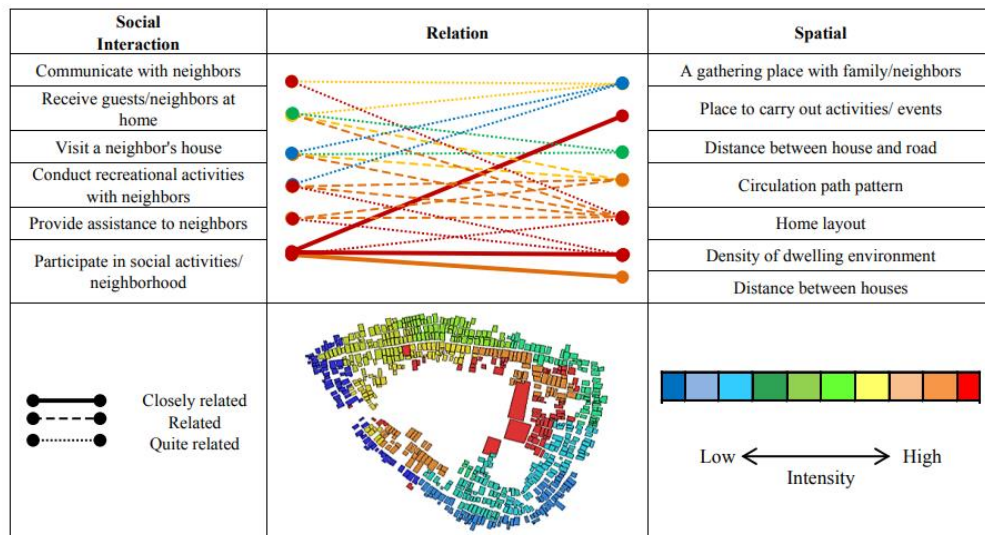 Social
Interaction
Relation
Spatial
Communicate with neighbors
A gathering place with family/neighbors
Receive guests/neighbors at
home
Place to carry out activities/ events
Visit a neighbor's house
Distance between house and road
Conduct recreational activities
with neighbors
Circulation path pattern
Provide assistance to neighbors
Home layout
Participate in social activities/
neighborhood
Density of dwelling environment
Distance between houses
Closely related
Related
Quite related
Low
High
Intensity